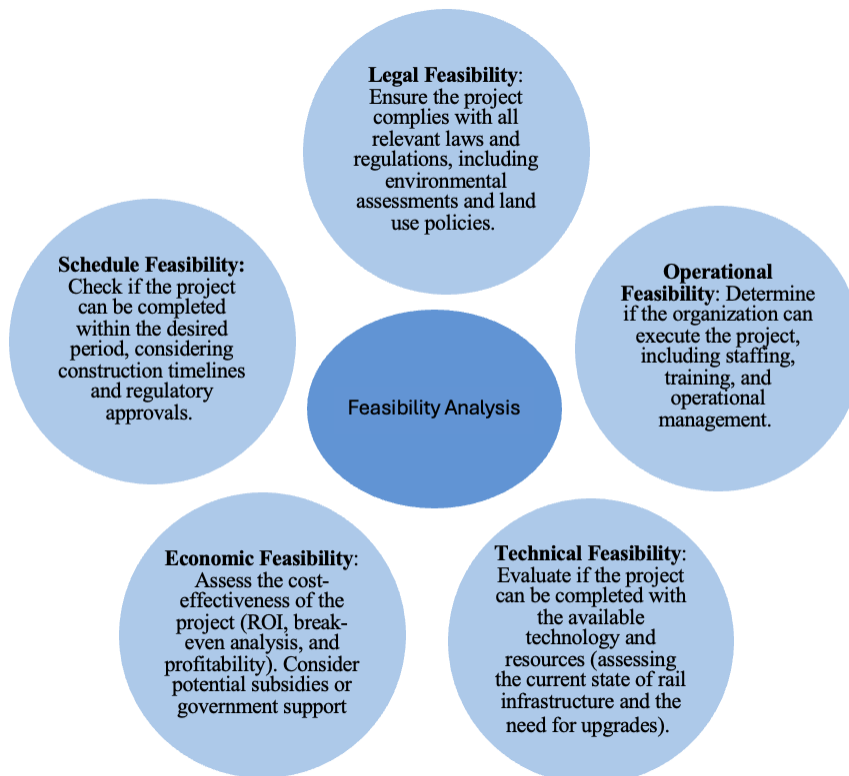 Legal Feasibility:
Ensure the project
complies with all
relevant laws and
regulations, including
environmental
assessments and land
use policies.
Schedule Feasibility:
Check if the project
can be completed
within the desired
period, considering
construction timelines
and regulatory
approvals.
Operational
Feasibility: Determine
if the organization can
execute the project,
including staffing,
training, and
operational
management.
Feasibility Analysis
Economic Feasibility:
Assess the cost-
effectiveness of the
project (ROI, break-
even analysis, and
profitability). Consider
potential subsidies or
government support
Technical Feasibility:
Evaluate if the project
can be completed with
the available
technology and
resources (assessing
the current state of rail
infrastructure and the
need for upgrades).